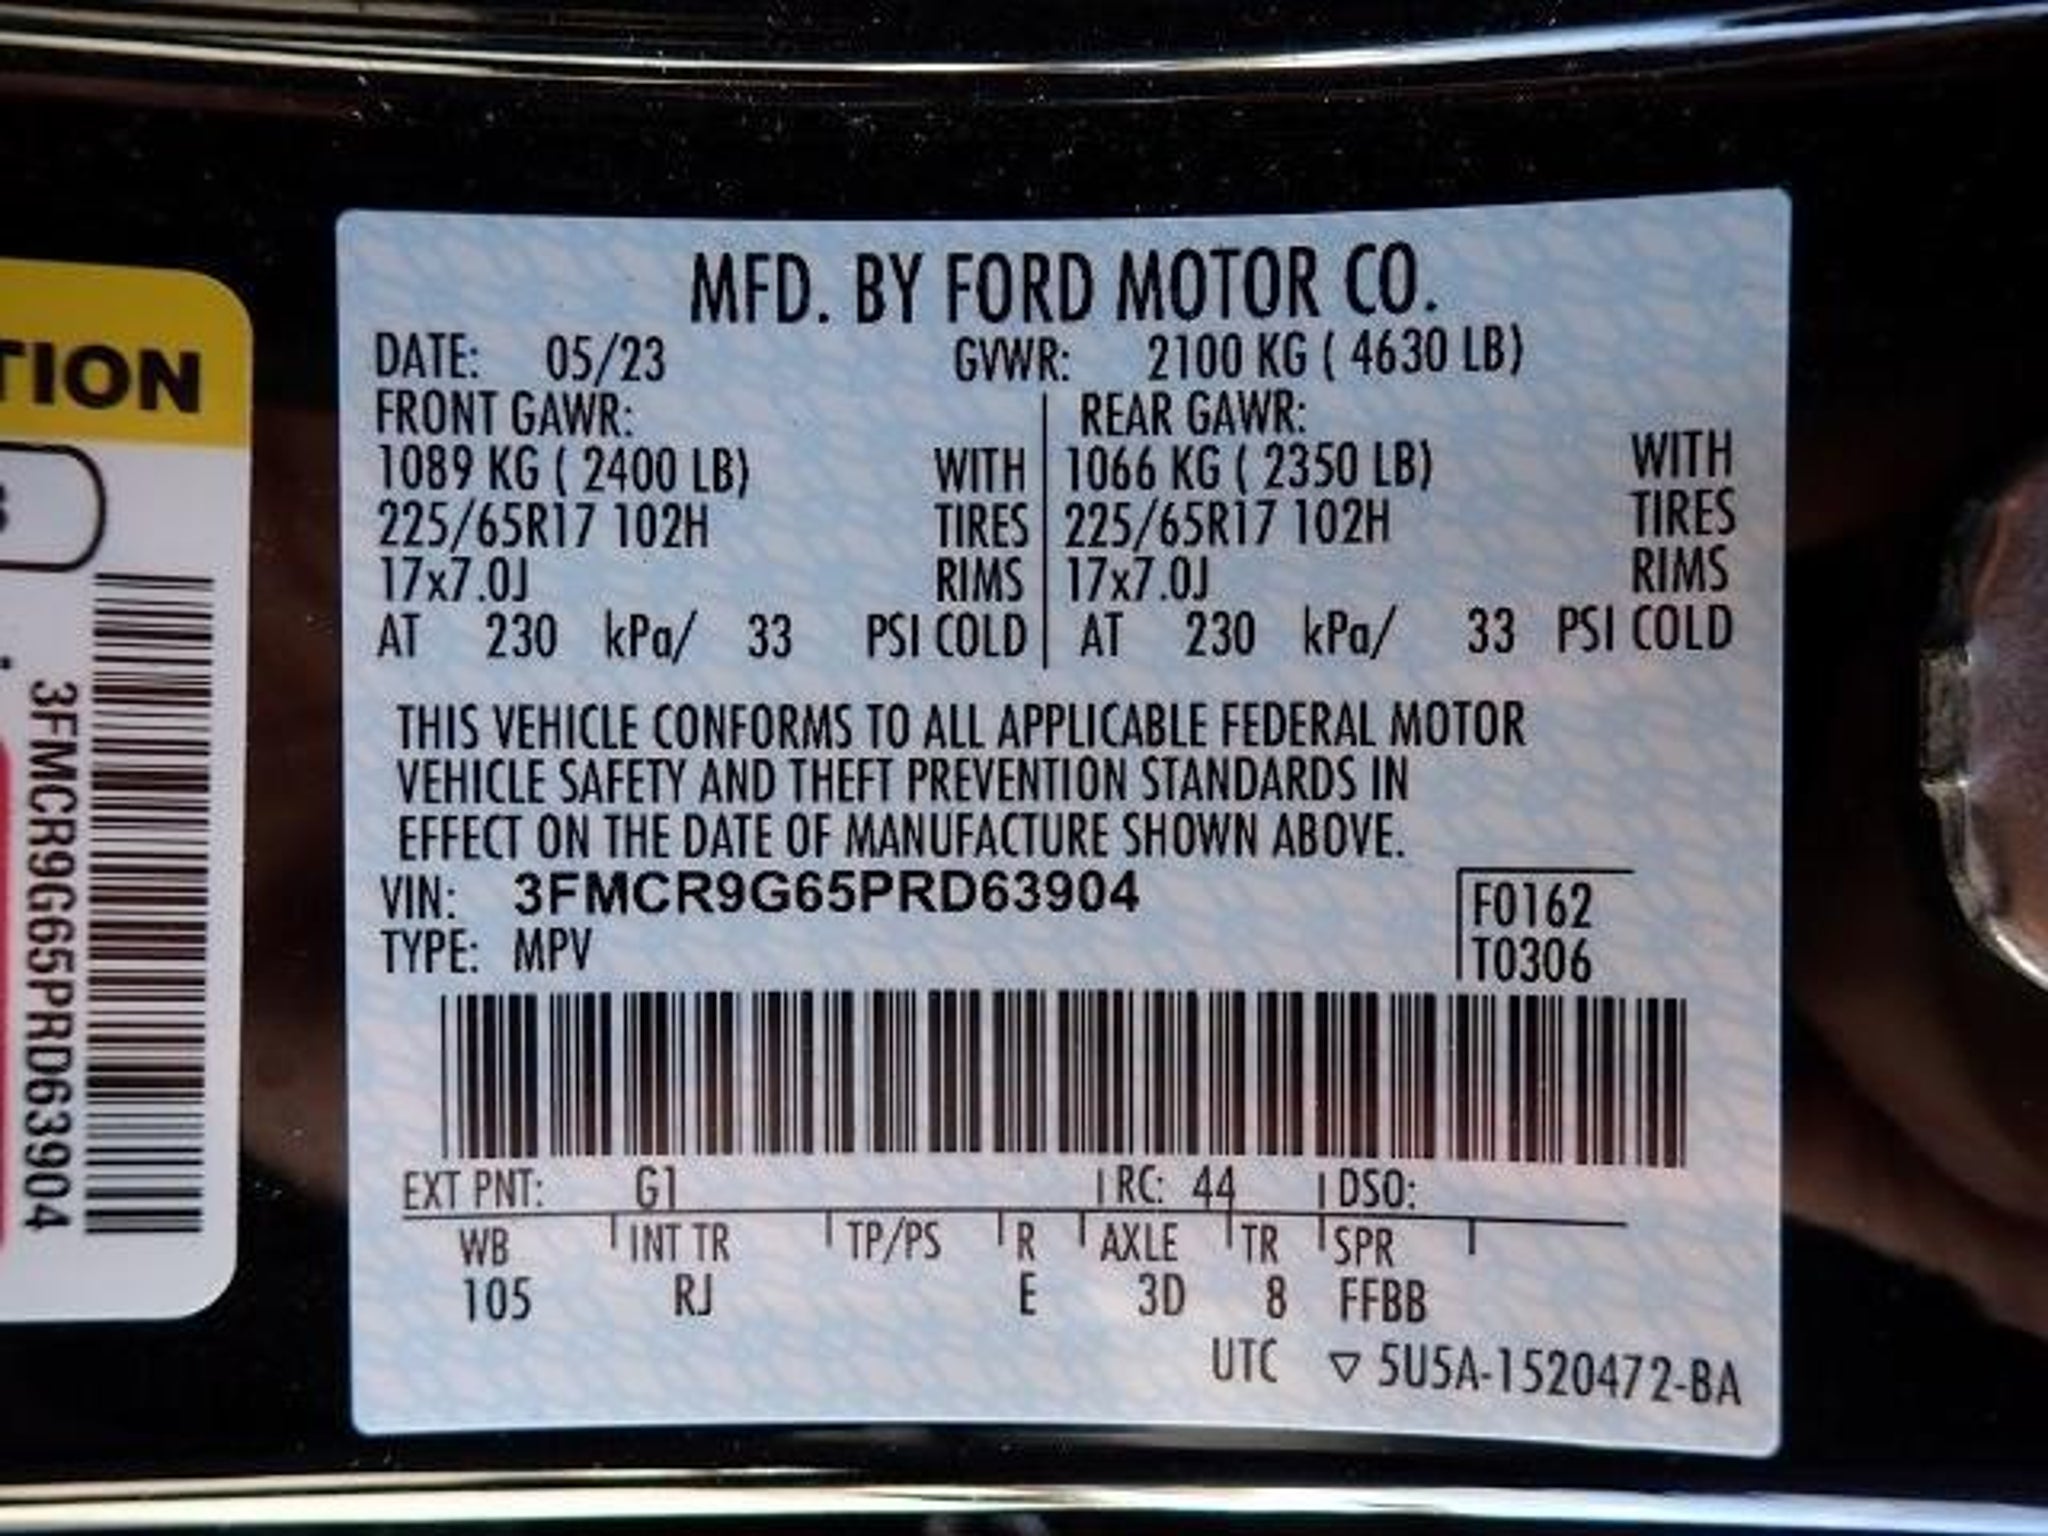 MFD. BY FORD MOTOR CO.
DATE: 05/23 GVWR: 2100 KG ( 4630 LB)
FRONT GAWR: REAR GAWR:
1089 KG ( 2400 LB) WITH 1066 KG ( 2350 LB) WITH
225/65R17 102H TIRES 225/65R17 102H TIRES
17x7.0J RIMS 17x7.0J RIMS
AT 230 kPa/ 33 PSI COLD AT 230 kPa/ 33 PSI COLD
THIS VEHICLE CONFORMS TO ALL APPLICABLE FEDERAL MOTOR
VEHICLE SAFETY AND THEFT PREVENTION STANDARDS IN
EFFECT ON THE DATE OF MANUFACTURE SHOWN ABOVE.
VIN: 3FMCR9G65PRD63904 F0162
TYPE: MPV T0306
EXT PNT: G1 RC: 44 DSO:
WB INT TR TP/PS R AXLE TR SPR
105 RJ E 3D 8 FFBB
UTC ▽ 5U5A-1520472-BA
TION
3FMCR9G65PRD63904